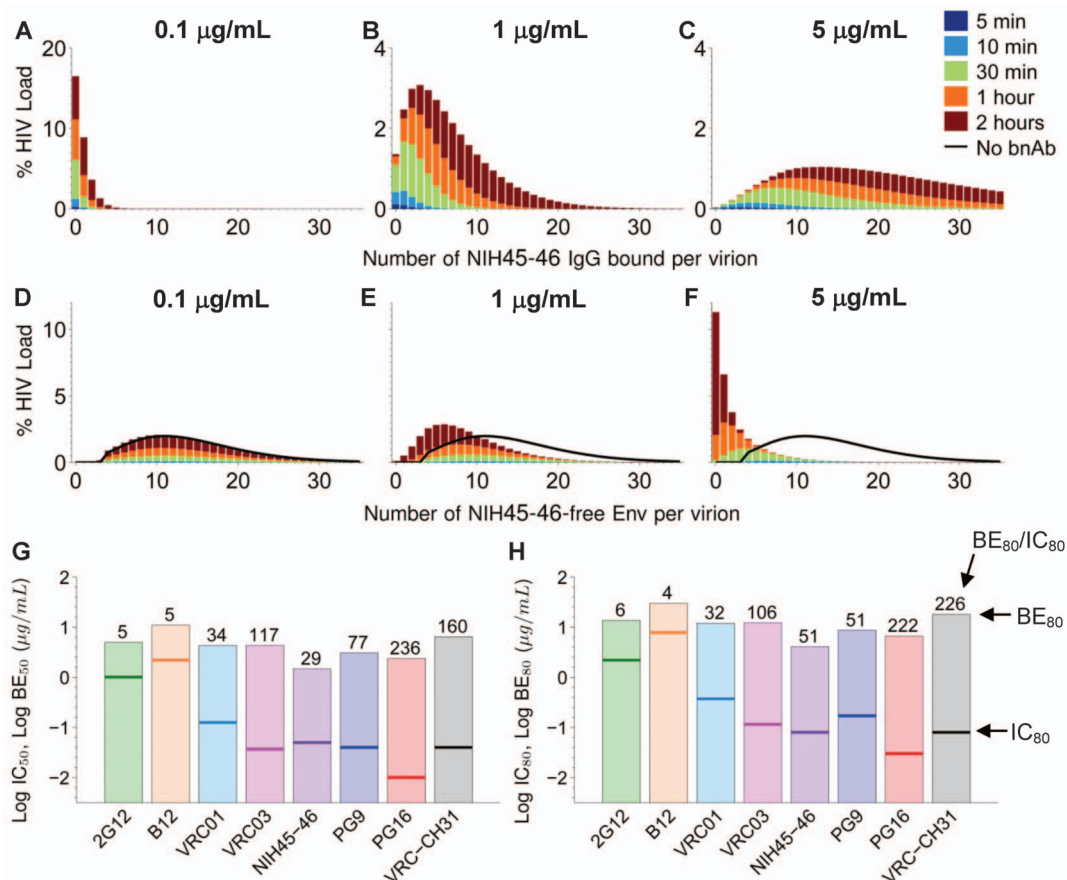 A 0.1 μg/mL
B 1 μg/mL
C 5 μg/mL
5 min
10 min
30 min
1 hour
2 hours
No bnAb
% HIV Load
20
10
0
0 10 20 30
4
2
0
0 10 20 30
4
2
0
0 10 20 30
Number of NIH45-46 IgG bound per virion
D 0.1 μg/mL
E 1 μg/mL
F 5 μg/mL
% HIV Load
10
5
0
0 10 20 30
0 10 20 30
0 10 20 30
Number of NIH45-46-free Env per virion
G
Log IC50, Log BE50 (μg/mL)
2
1
0
−1
−2
5 5 34 117 29 77 236 160
2G12 B12 VRC01 VRC03 NIH45−46 PG9 PG16 VRC−CH31
H
Log IC80, Log BE80 (μg/mL)
2
1
0
−1
−2
6 4 32 106 51 51 222 226
2G12 B12 VRC01 VRC03 NIH45−46 PG9 PG16 VRC−CH31
BE80/IC80
BE80
IC80